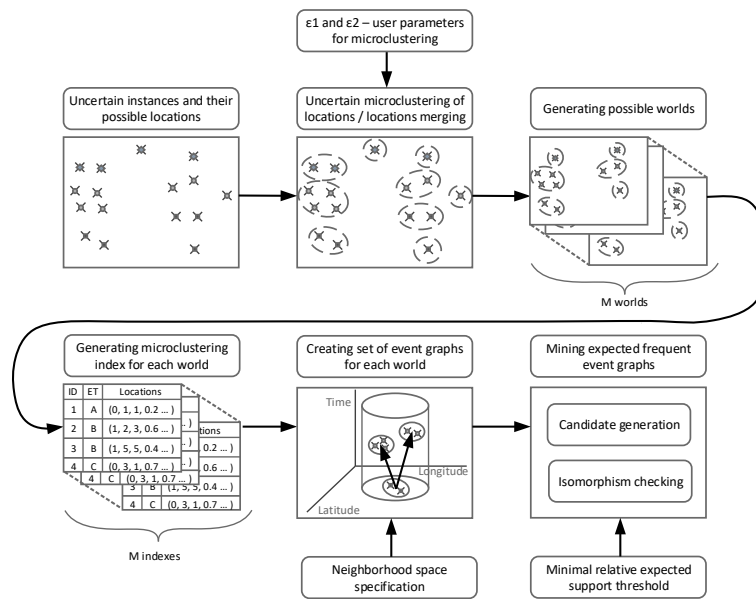 ε1 and ε2 – user parameters
for microclustering
Uncertain instances and their
possible locations
Uncertain microclustering of
locations / locations merging
Generating possible worlds
M worlds
Generating microclustering
index for each world
Creating set of event graphs
for each world
Mining expected frequent
event graphs
ID ET Locations
1 A (0, 1, 1, 0.2 ... )
2 B (1, 2, 3, 0.6 ... )
3 B (1, 5, 5, 0.4 ... )
4 C (0, 3, 1, 0.7 ... )
4 C (0, 3, 1, 0.7 ... )
tions
0.2 ... )
0.6 ... )
3 B (1, 5, 5, 0.4 ... )
4 C (0, 3, 1, 0.7 ... )
M indexes
Time
Longitude
Latitude
Candidate generation
Isomorphism checking
Neighborhood space
specification
Minimal relative expected
support threshold